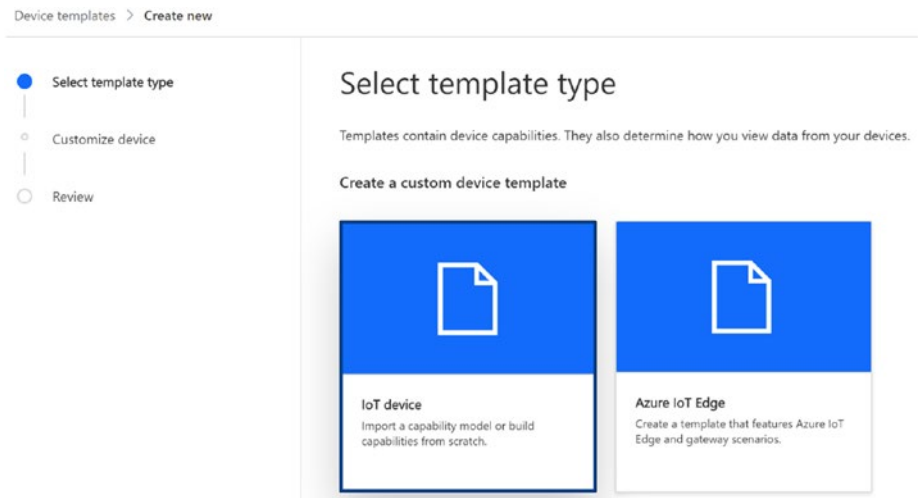 Device templates > Create new
Select template type
Customize device
Review
Select template type
Templates contain device capabilities. They also determine how you view data from your devices.
Create a custom device template
IoT device
Import a capability model or build
capabilities from scratch.
Azure IoT Edge
Create a template that features Azure IoT
Edge and gateway scenarios.